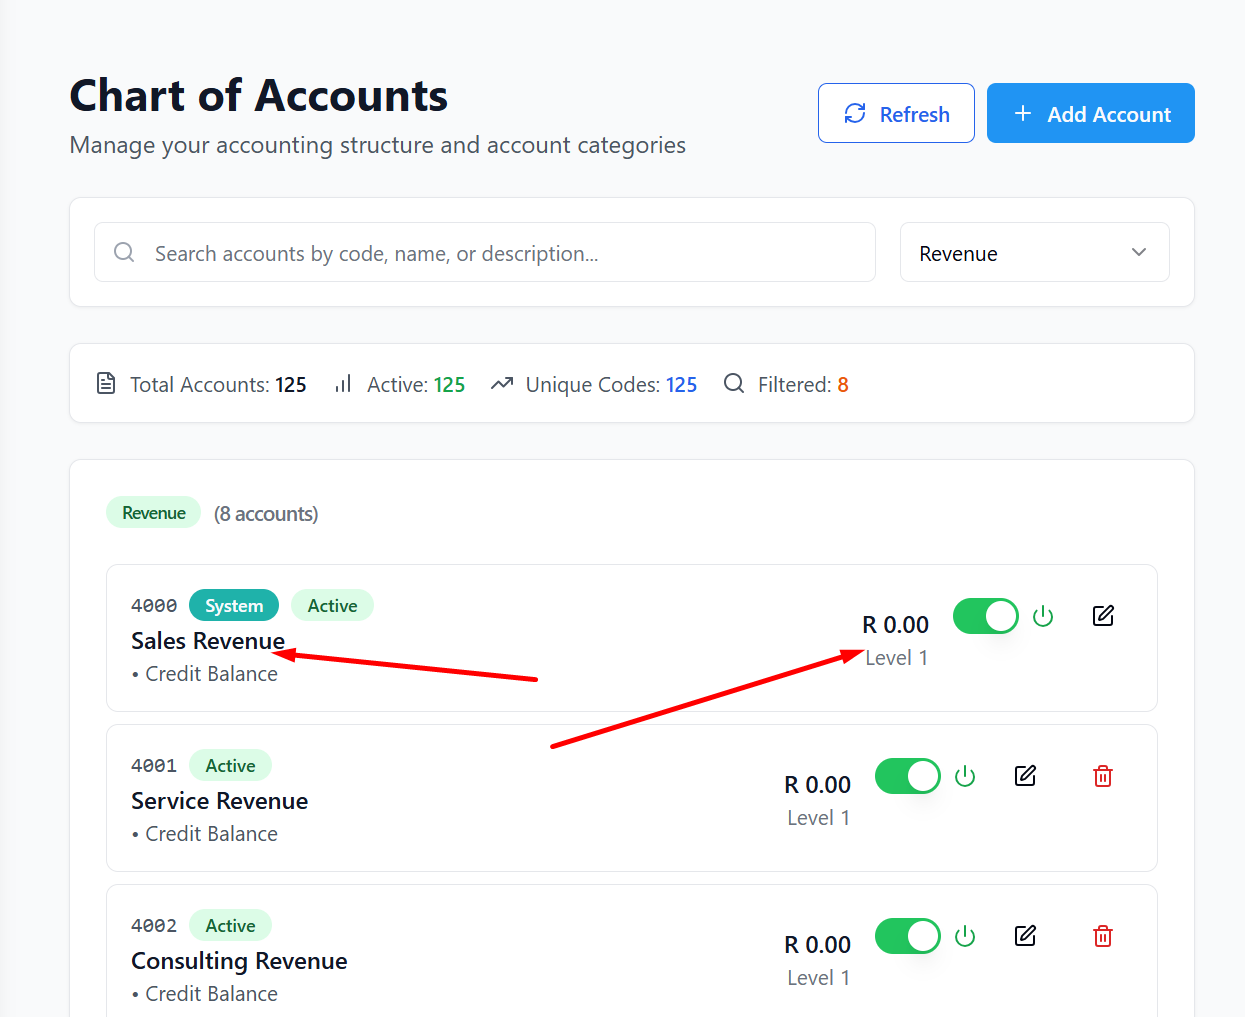 Chart of Accounts
Manage your accounting structure and account categories
Refresh
Add Account
Search accounts by code, name, or description...
Revenue
Total Accounts: 125 Active: 125 Unique Codes: 125 Filtered: 8
Revenue (8 accounts)
4000 System Active
Sales Revenue
• Credit Balance
R 0.00
Level 1
4001 Active
Service Revenue
• Credit Balance
R 0.00
Level 1
4002 Active
Consulting Revenue
• Credit Balance
R 0.00
Level 1